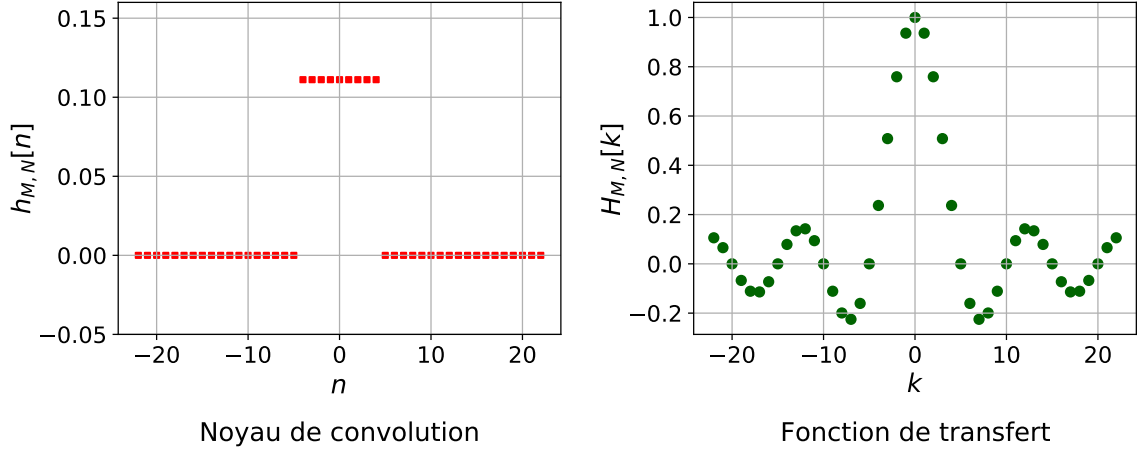 0.15
0.10
0.05
0.00
−0.05
h_{M,N}[n]
−20 −10 0 10 20
n
Noyau de convolution
1.0
0.8
0.6
0.4
0.2
0.0
−0.2
H_{M,N}[k]
−20 −10 0 10 20
k
Fonction de transfert